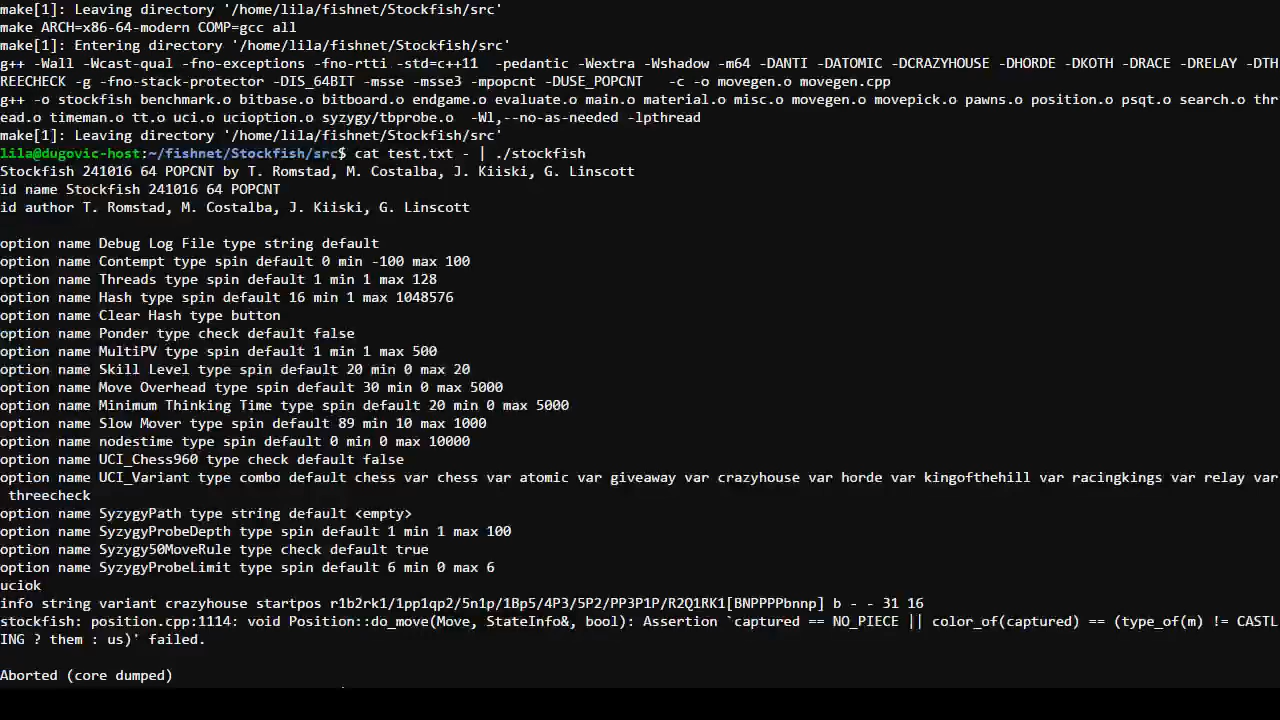 make[1]: Leaving directory '/home/lila/fishnet/Stockfish/src'
make ARCH=x86-64-modern COMP=gcc all
make[1]: Entering directory '/home/lila/fishnet/Stockfish/src'
g++ -Wall -Wcast-qual -fno-exceptions -fno-rtti -std=c++11  -pedantic -Wextra -Wshadow -m64 -DANTI -DATOMIC -DCRAZYHOUSE -DHORDE -DKOTH -DRACE -DRELAY -DTH
REECHECK -g -fno-stack-protector -DIS_64BIT -msse -msse3 -mpopcnt -DUSE_POPCNT   -c -o movegen.o movegen.cpp
g++ -o stockfish benchmark.o bitbase.o bitboard.o endgame.o evaluate.o main.o material.o misc.o movegen.o movepick.o pawns.o position.o psqt.o search.o thr
ead.o timeman.o tt.o uci.o ucioption.o syzygy/tbprobe.o  -Wl,--no-as-needed -lpthread
make[1]: Leaving directory '/home/lila/fishnet/Stockfish/src'
lila@dugovic-host:~/fishnet/Stockfish/src$ cat test.txt - | ./stockfish
Stockfish 241016 64 POPCNT by T. Romstad, M. Costalba, J. Kiiski, G. Linscott
id name Stockfish 241016 64 POPCNT
id author T. Romstad, M. Costalba, J. Kiiski, G. Linscott
option name Debug Log File type string default
option name Contempt type spin default 0 min -100 max 100
option name Threads type spin default 1 min 1 max 128
option name Hash type spin default 16 min 1 max 1048576
option name Clear Hash type button
option name Ponder type check default false
option name MultiPV type spin default 1 min 1 max 500
option name Skill Level type spin default 20 min 0 max 20
option name Move Overhead type spin default 30 min 0 max 5000
option name Minimum Thinking Time type spin default 20 min 0 max 5000
option name Slow Mover type spin default 89 min 10 max 1000
option name nodestime type spin default 0 min 0 max 10000
option name UCI_Chess960 type check default false
option name UCI_Variant type combo default chess var chess var atomic var giveaway var crazyhouse var horde var kingofthehill var racingkings var relay var
 threecheck
option name SyzygyPath type string default <empty>
option name SyzygyProbeDepth type spin default 1 min 1 max 100
option name Syzygy50MoveRule type check default true
option name SyzygyProbeLimit type spin default 6 min 0 max 6
uciok
info string variant crazyhouse startpos r1b2rk1/1pp1qp2/5n1p/1Bp5/4P3/5P2/PP3P1P/R2Q1RK1[BNPPPPbnnp] b - - 31 16
stockfish: position.cpp:1114: void Position::do_move(Move, StateInfo&, bool): Assertion `captured == NO_PIECE || color_of(captured) == (type_of(m) != CASTL
ING ? them : us)' failed.
Aborted (core dumped)